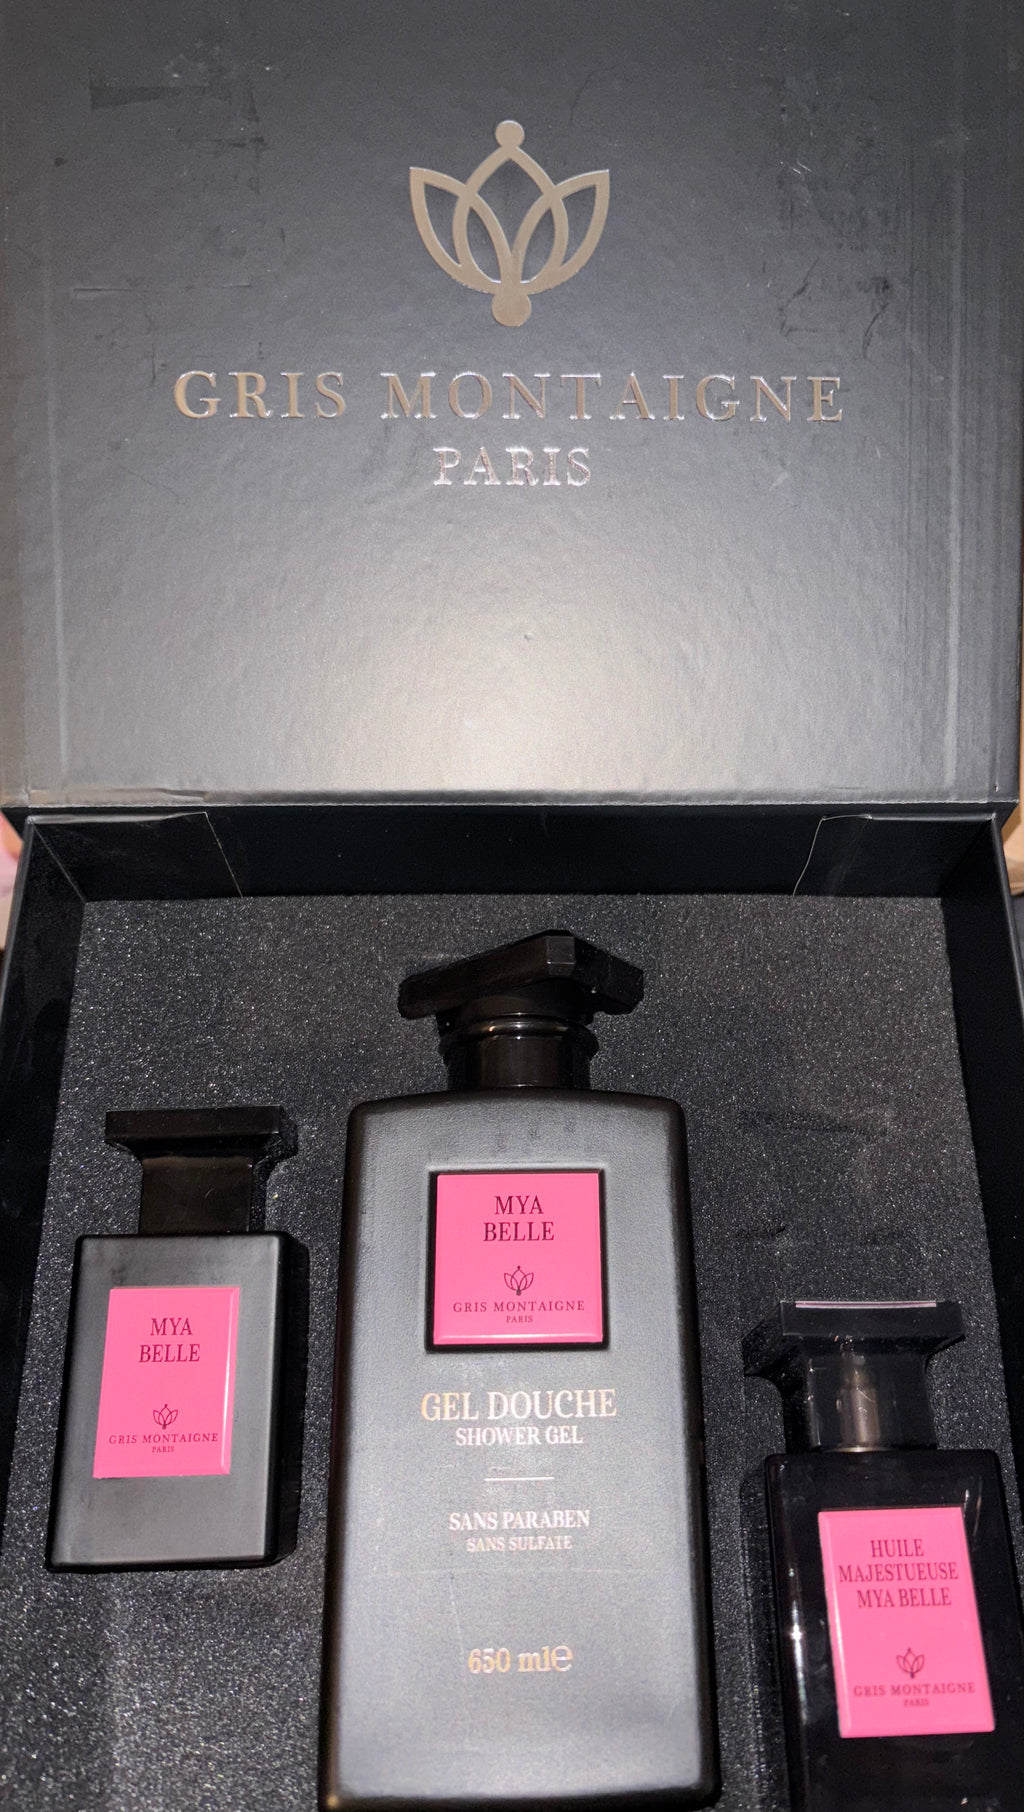 GRIS MONTAIGNE
PARIS
MYA
BELLE
GRIS MONTAIGNE
PARIS
MYA
BELLE
GRIS MONTAIGNE
PARIS
GEL DOUCHE
SHOWER GEL
SANS PARABEN
SANS SULFATE
650 ml℮
HUILE
MAJESTUEUSE
MYA BELLE
GRIS MONTAIGNE
PARIS